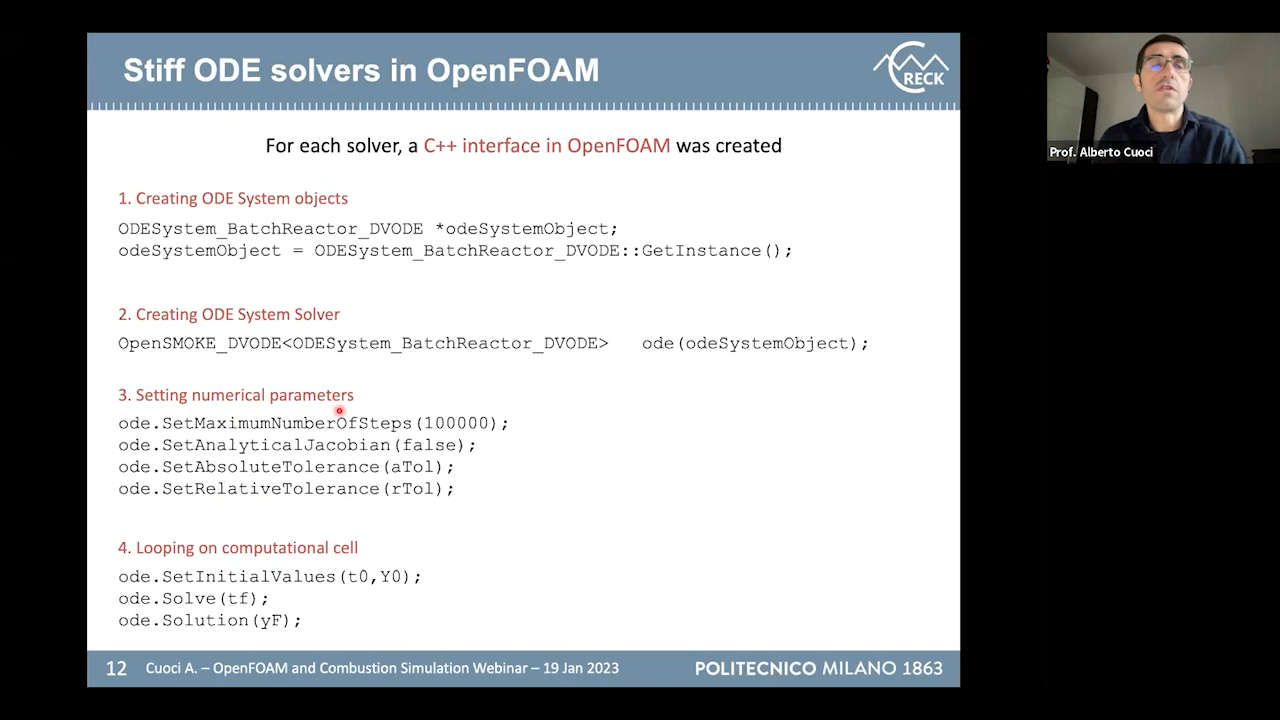 Stiff ODE solvers in OpenFOAM
CRECK
For each solver, a C++ interface in OpenFOAM was created
1. Creating ODE System objects
ODESystem_BatchReactor_DVODE *odeSystemObject;
odeSystemObject = ODESystem_BatchReactor_DVODE::GetInstance();
2. Creating ODE System Solver
OpenSMOKE_DVODE<ODESystem_BatchReactor_DVODE>   ode(odeSystemObject);
3. Setting numerical parameters
ode.SetMaximumNumberOfSteps(100000);
ode.SetAnalyticalJacobian(false);
ode.SetAbsoluteTolerance(aTol);
ode.SetRelativeTolerance(rTol);
4. Looping on computational cell
ode.SetInitialValues(t0,Y0);
ode.Solve(tf);
ode.Solution(yF);
12 Cuoci A. – OpenFOAM and Combustion Simulation Webinar – 19 Jan 2023
POLITECNICO MILANO 1863
Prof. Alberto Cuoci